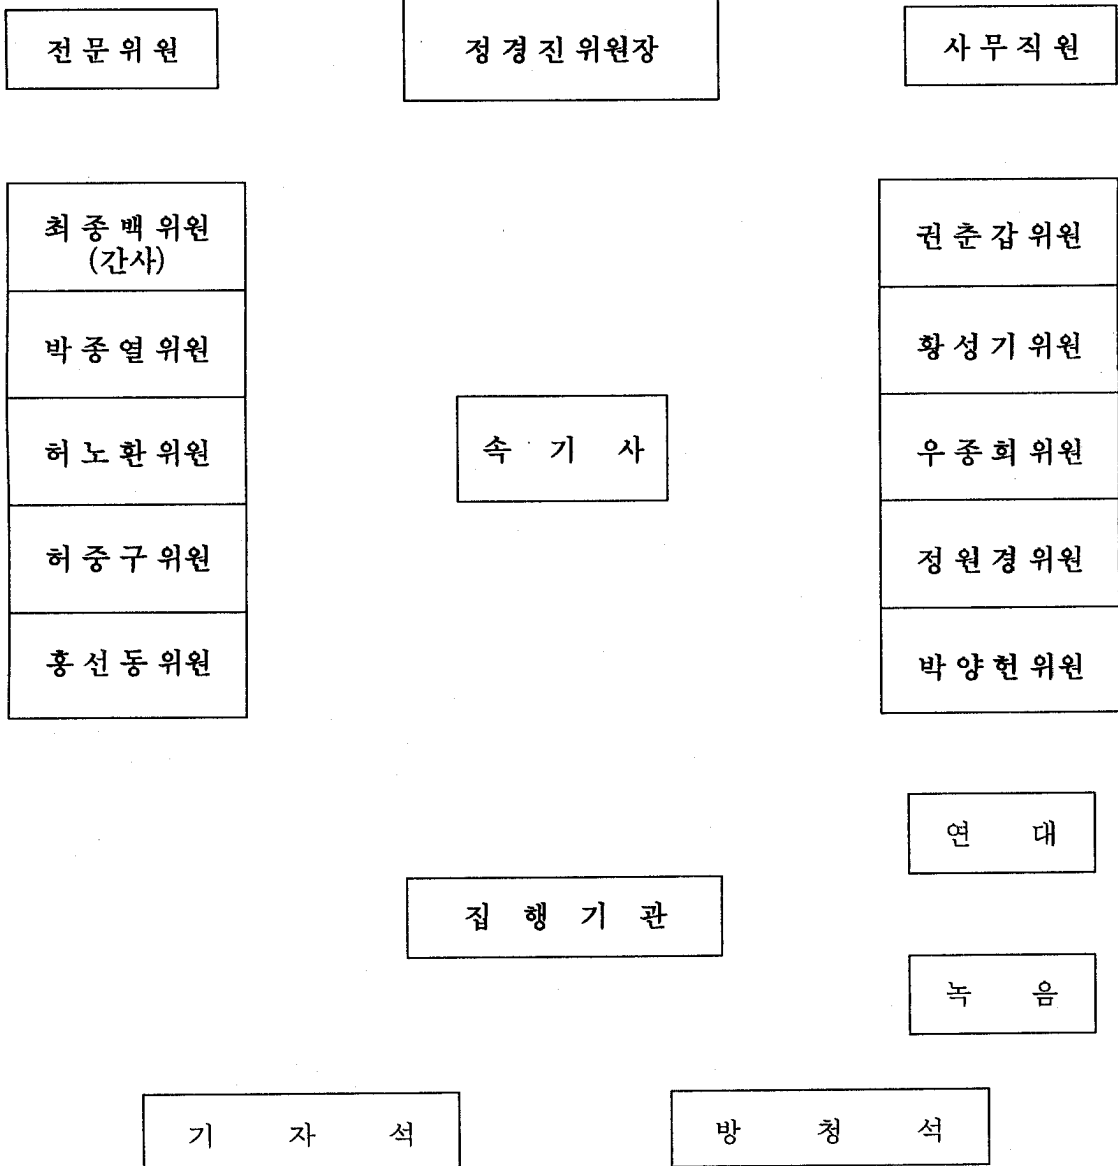 전 문 위 원
정 경 진 위원장
사 무 직 원
최 종 백 위원
(간사)
박 종 열 위원
허 노 환 위원
허 중 구 위원
홍 선 동 위원
속 기 사
권 춘 갑 위원
황 성 기 위원
우 종 회 위원
정 원 경 위원
박 양 헌 위원
연 대
집 행 기 관
녹 음
기 자 석
방 청 석